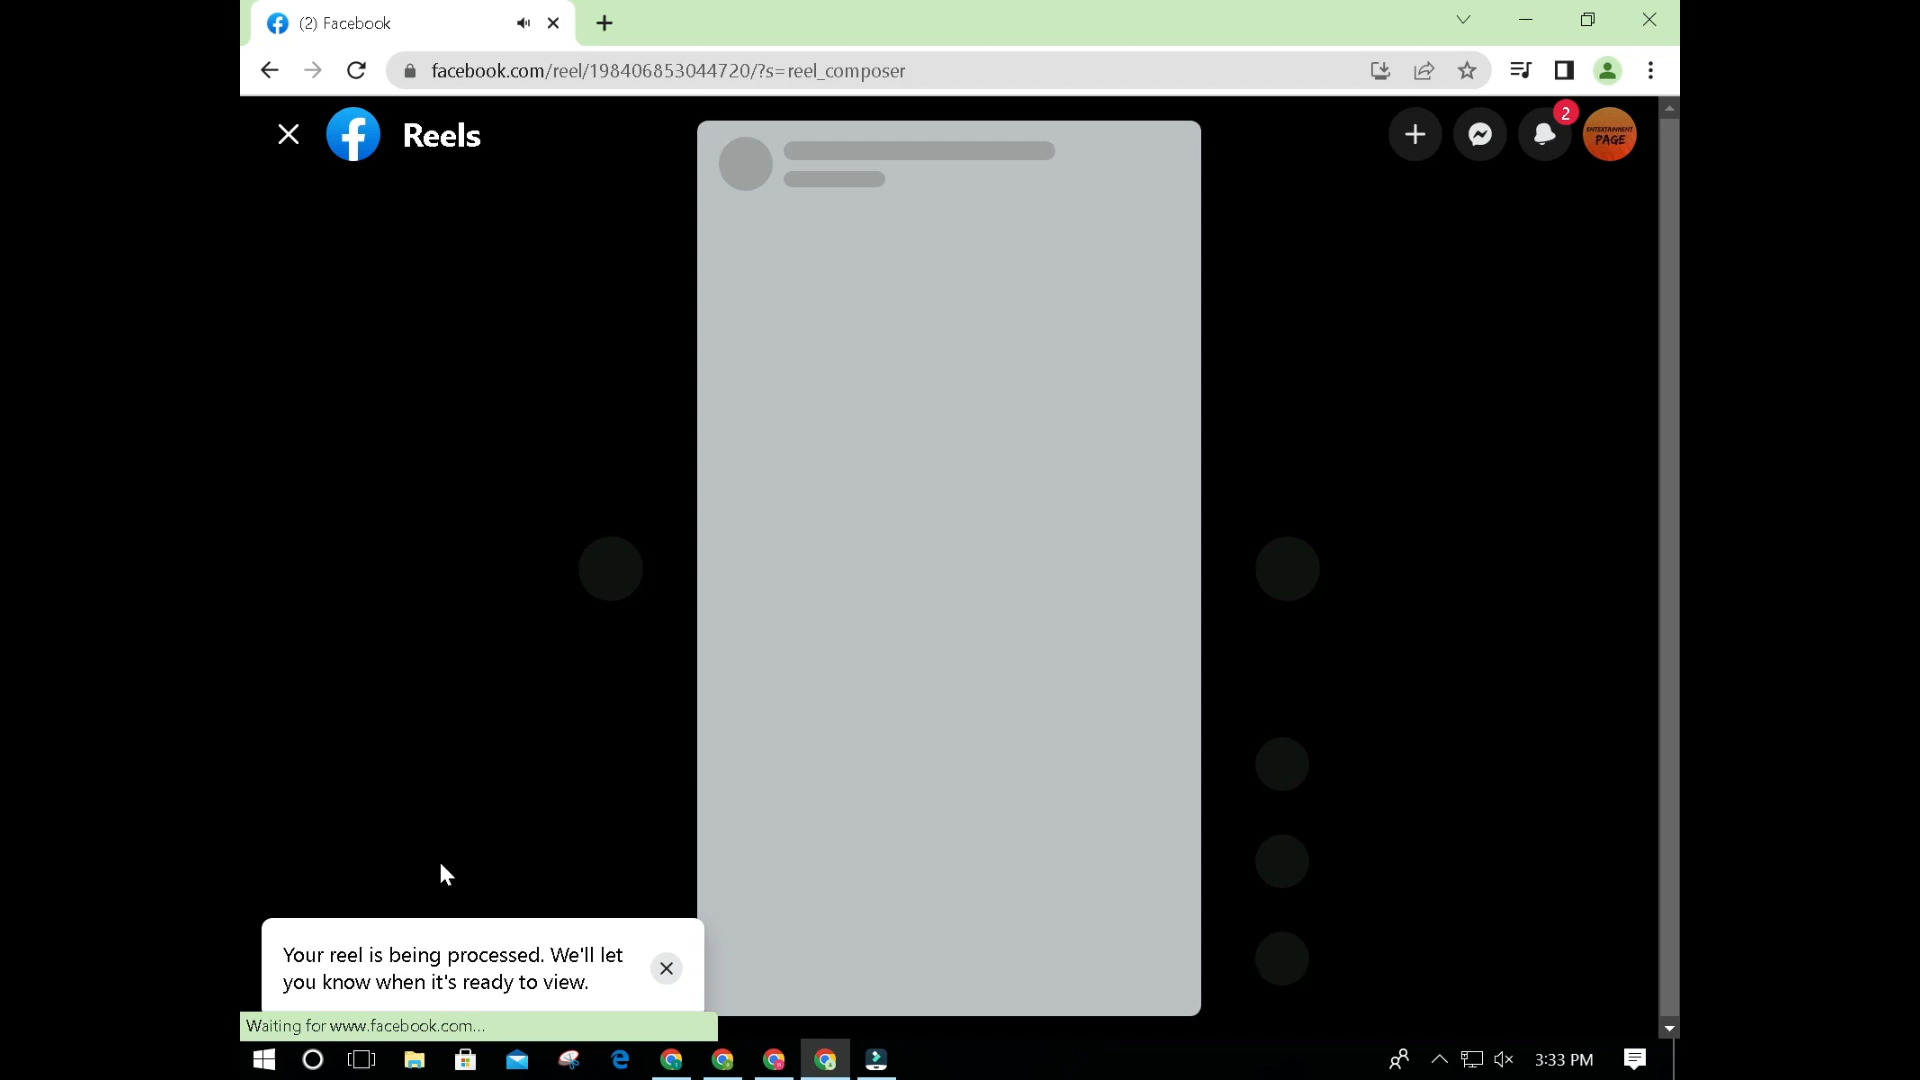 (2) Facebook
facebook.com/reel/198406853044720/?s=reel_composer
Reels
2
ENTERTAINMENT
PAGE
Your reel is being processed. We'll let
you know when it's ready to view.
Waiting for www.facebook.com...
3:33 PM